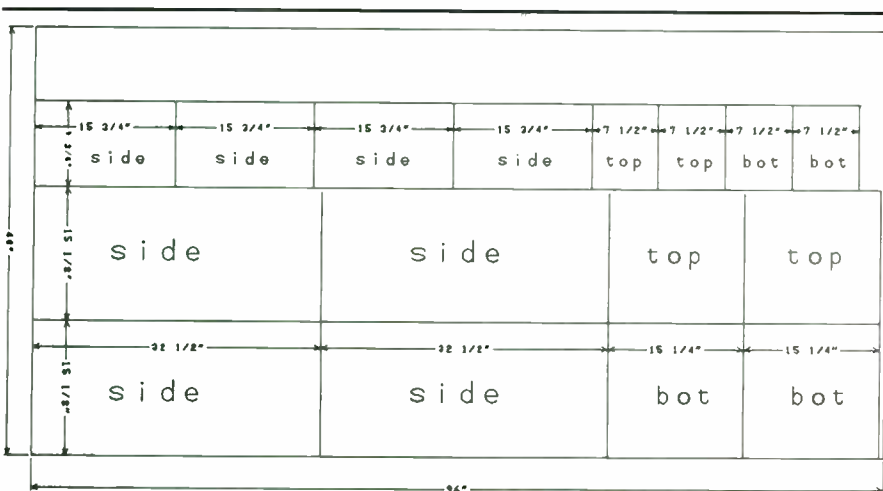 15 3/4" 15 3/4" 15 3/4" 15 3/4" 7 1/2" 7 1/2" 7 1/2" 7 1/2"
side side side side top top bot bot
48"
15 1/8"
side side top top
32 1/2" 32 1/2" 15 1/4" 15 1/4"
15 1/8"
side side bot bot
96"